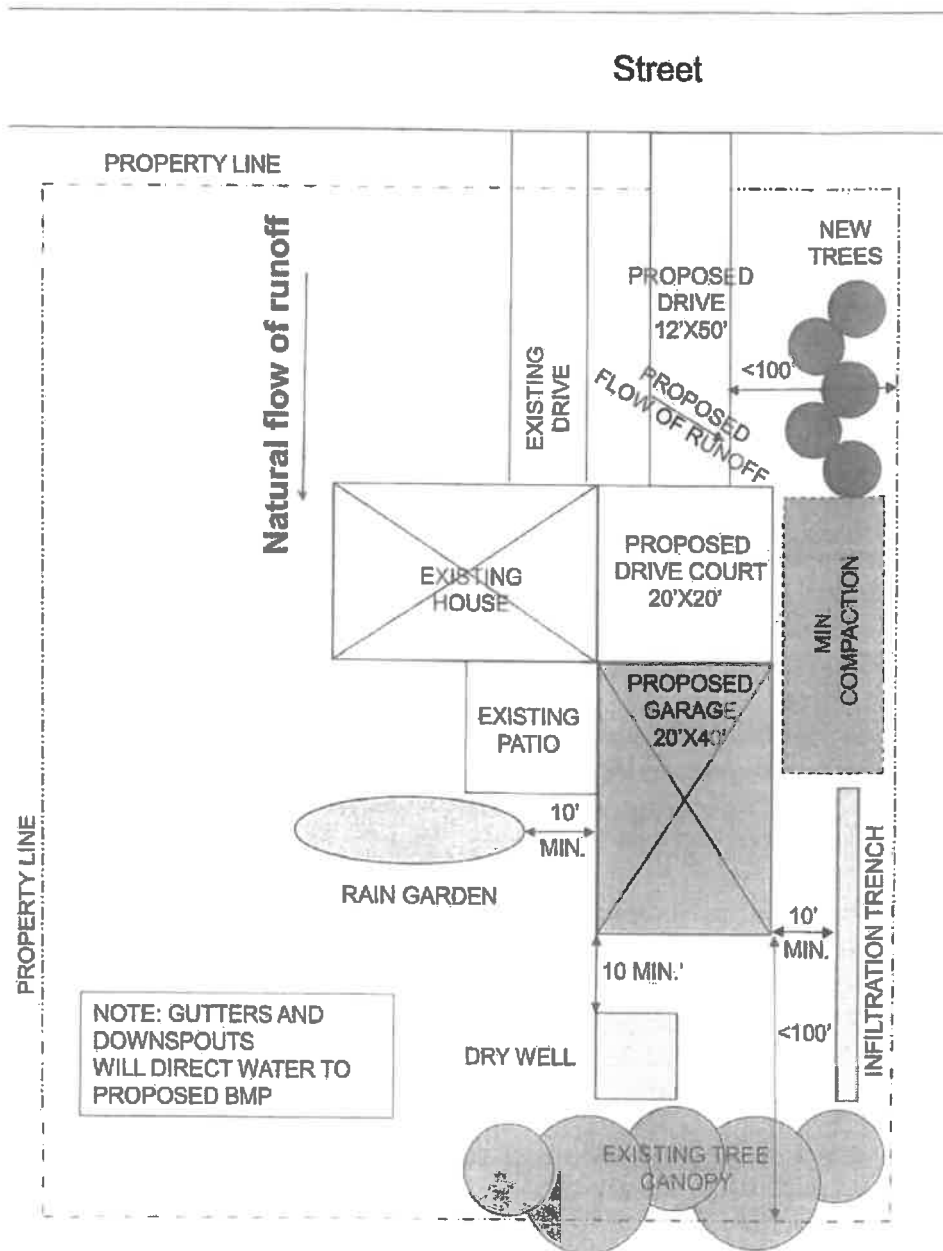 Street
PROPERTY LINE
Natural flow of runoff
NEW
TREES
PROPOSED
DRIVE
12'X50'
<100'
EXISTING
DRIVE
PROPOSED
FLOW OF RUNOFF
EXISTING
HOUSE
PROPOSED
DRIVE COURT
20'X20'
MIN
COMPACTION
PROPOSED
GARAGE
20'X40'
EXISTING
PATIO
10'
MIN.
RAIN GARDEN
PROPERTY LINE
10'
MIN.
INFILTRATION TRENCH
10 MIN.'
<100'
NOTE: GUTTERS AND
DOWNSPOUTS
WILL DIRECT WATER TO
PROPOSED BMP
DRY WELL
EXISTING TREE
CANOPY